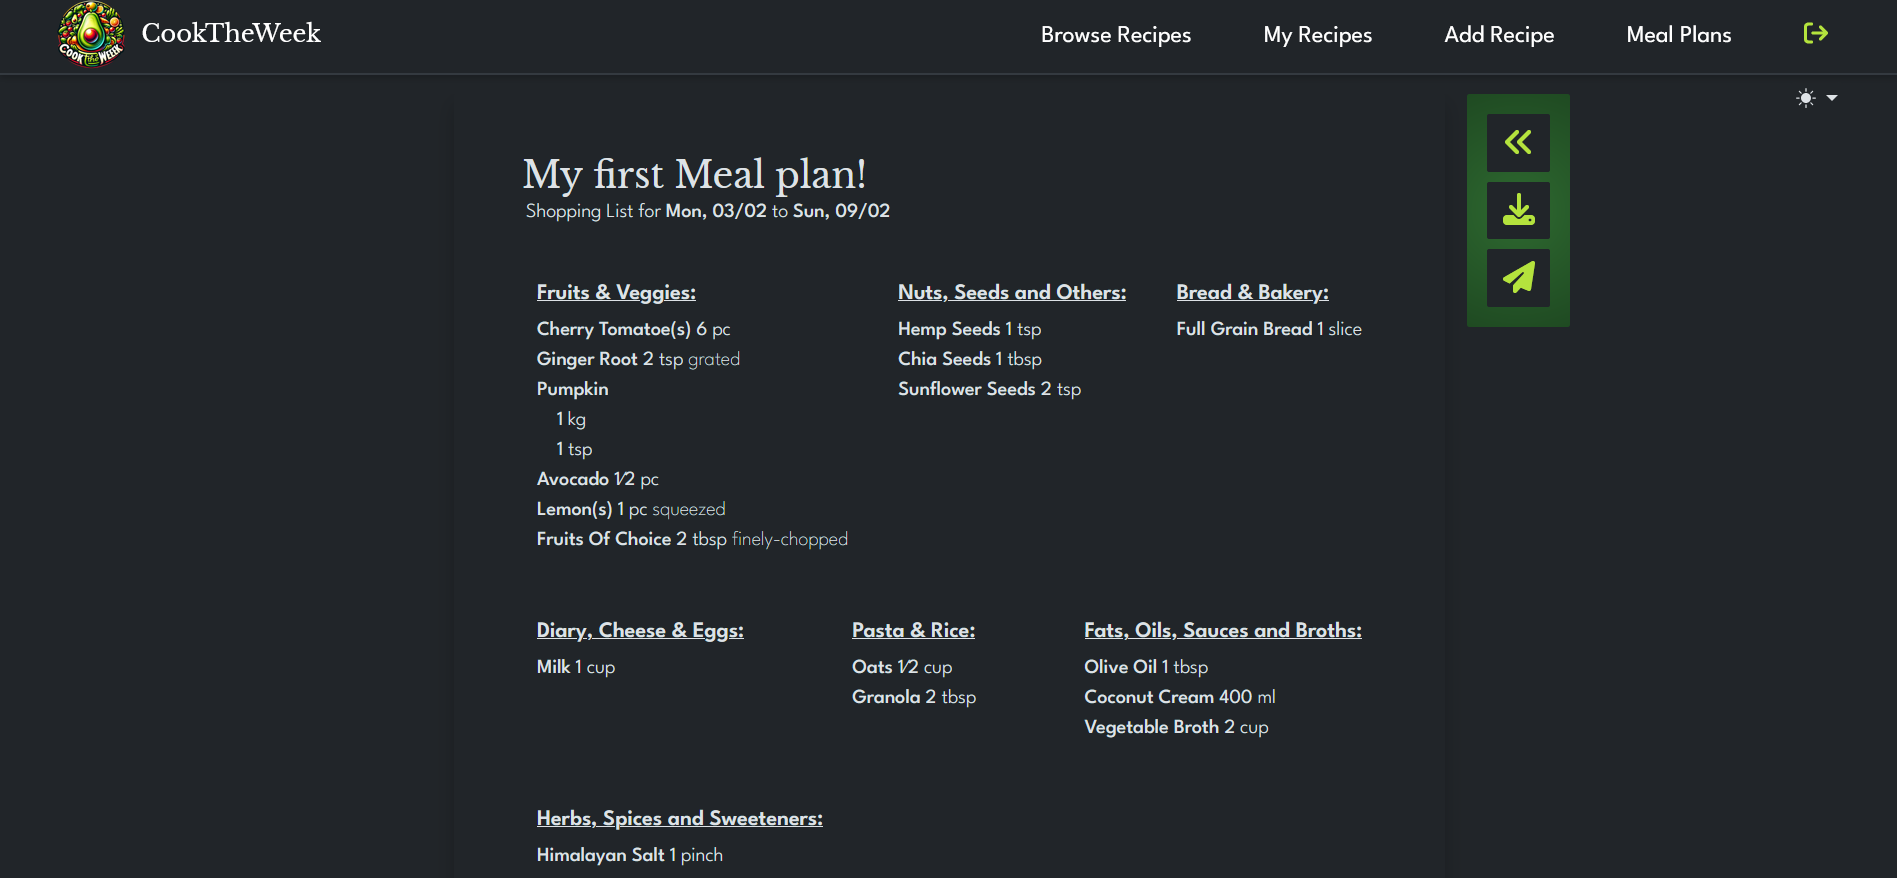 COOK the WEEK
CookTheWeek
Browse Recipes
My Recipes
Add Recipe
Meal Plans
My first Meal plan!
Shopping List for Mon, 03/02 to Sun, 09/02
Fruits & Veggies:
Cherry Tomatoe(s) 6 pc
Ginger Root 2 tsp grated
Pumpkin
1 kg
1 tsp
Avocado 1⁄2 pc
Lemon(s) 1 pc squeezed
Fruits Of Choice 2 tbsp finely-chopped
Nuts, Seeds and Others:
Hemp Seeds 1 tsp
Chia Seeds 1 tbsp
Sunflower Seeds 2 tsp
Bread & Bakery:
Full Grain Bread 1 slice
Diary, Cheese & Eggs:
Milk 1 cup
Pasta & Rice:
Oats 1⁄2 cup
Granola 2 tbsp
Fats, Oils, Sauces and Broths:
Olive Oil 1 tbsp
Coconut Cream 400 ml
Vegetable Broth 2 cup
Herbs, Spices and Sweeteners:
Himalayan Salt 1 pinch